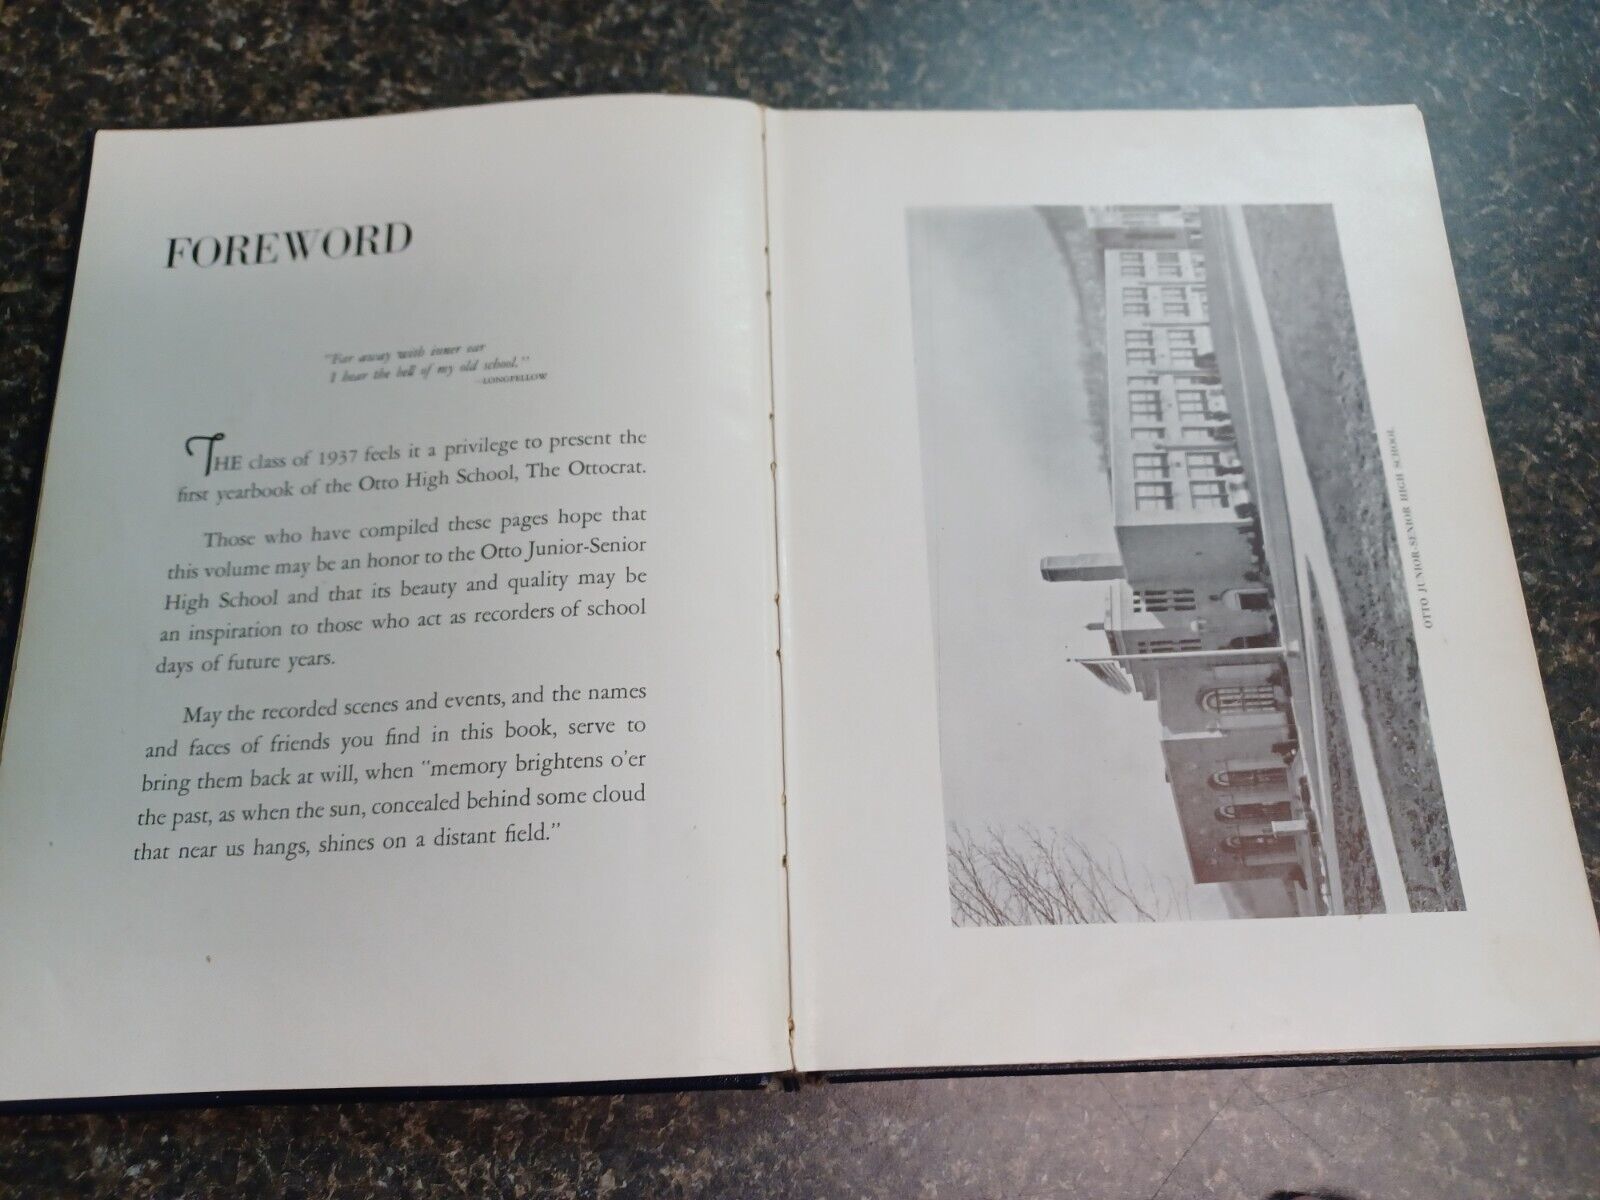 FOREWORD
"Far away with inner ear
I hear the bell of my old school."
—LONGFELLOW
THE class of 1937 feels it a privilege to present the
first yearbook of the Otto High School, The Ottocrat.
Those who have compiled these pages hope that
this volume may be an honor to the Otto Junior-Senior
High School and that its beauty and quality may be
an inspiration to those who act as recorders of school
days of future years.
May the recorded scenes and events, and the names
and faces of friends you find in this book, serve to
bring them back at will, when "memory brightens o'er
the past, as when the sun, concealed behind some cloud
that near us hangs, shines on a distant field."
OTTO JUNIOR-SENIOR HIGH SCHOOL